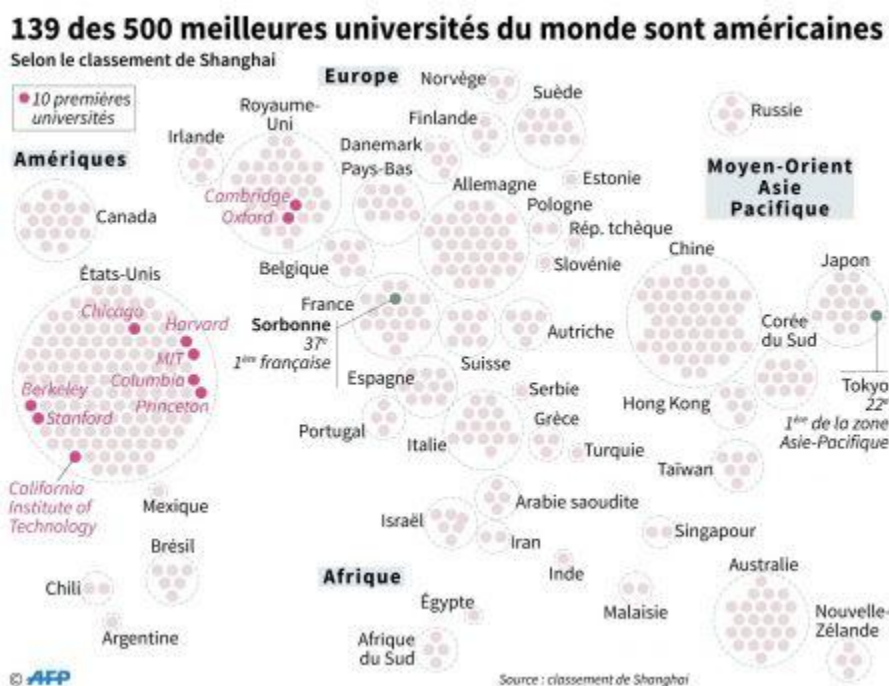 139 des 500 meilleures universités du monde sont américaines
Selon le classement de Shanghai
10 premières
universités
Amériques
Canada
États-Unis
Chicago
Harvard
MIT
Columbia
Princeton
Berkeley
Stanford
California
Institute of
Technology
Mexique
Brésil
Chili
Argentine
Europe
Norvège
Suède
Finlande
Royaume-
Uni
Irlande
Danemark
Pays-Bas
Cambridge
Oxford
Allemagne
Estonie
Pologne
Rép. tchèque
Slovénie
Belgique
France
Sorbonne
37e
1ère française
Autriche
Suisse
Espagne
Serbie
Portugal
Italie
Grèce
Turquie
Russie
Moyen-Orient
Asie
Pacifique
Chine
Japon
Corée
du Sud
Tokyo
22e
1ère de la zone
Asie-Pacifique
Hong Kong
Taïwan
Arabie saoudite
Israël
Iran
Singapour
Inde
Malaisie
Australie
Nouvelle-
Zélande
Afrique
Égypte
Afrique
du Sud
© AFP
Source : classement de Shanghai